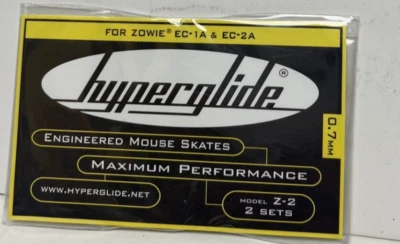 FOR ZOWIE® EC-1A & EC-2A
hyperglide®
0.7MM
ENGINEERED MOUSE SKATES
MAXIMUM PERFORMANCE
WWW.HYPERGLIDE.NET
MODEL Z-2
2 SETS